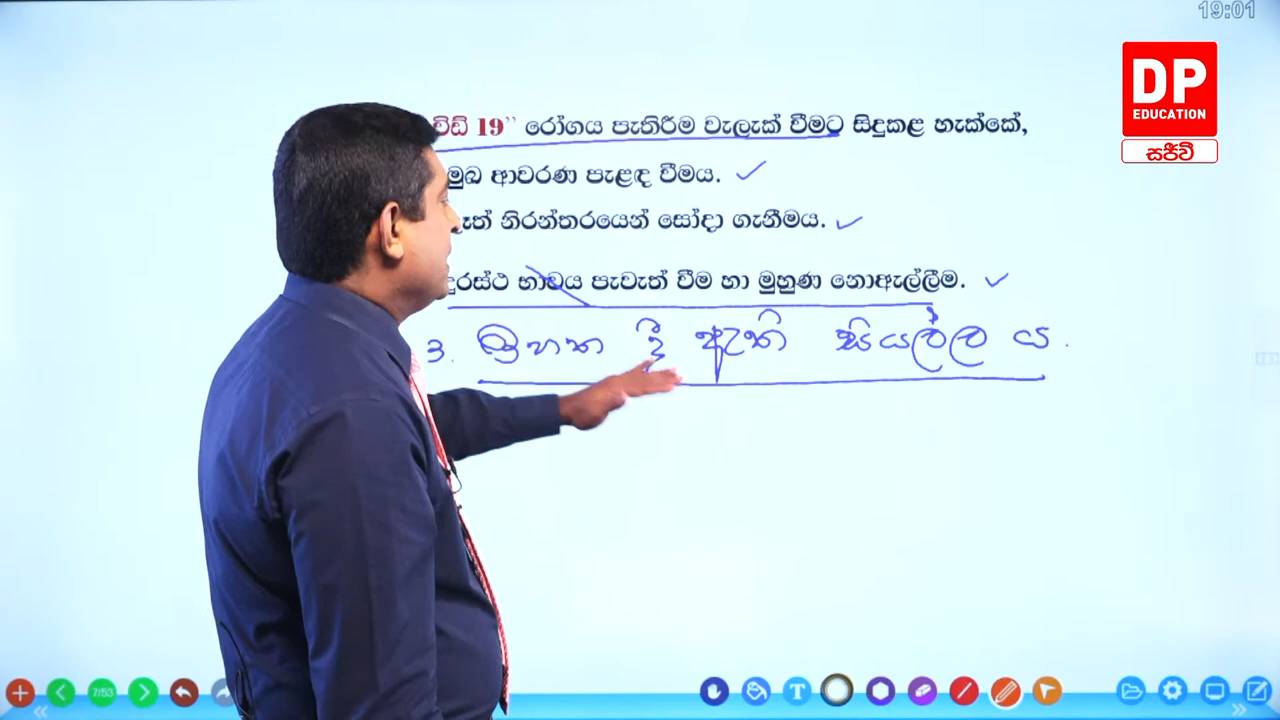 19:01
DP
EDUCATION
සජීවී
විඩ් 19” රෝගය පැතිරීම වැලැක් වීමට සිදුකළ හැක්කේ,
මුඛ ආවරණ පැළඳ වීමය.
නිරන්තරයෙන් සෝදා ගැනීමය.
දුරස්ථ භාවය පැවැත් වීම හා මුහුණ නොඇල්ලීම.
3. ඉහත දී ඇති සියල්ල ය.
7/53